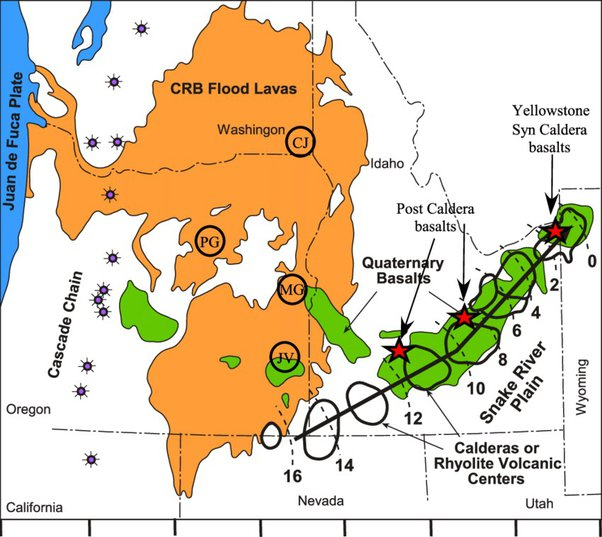 Juan de Fuca Plate
CRB Flood Lavas
Washingon
CJ
Idaho
Yellowstone
Syn Caldera
basalts
Post Caldera
basalts
PG
Quaternary
Basalts
MG
JV
Cascade Chain
0
2
4
6
8
10
12
14
16
Snake River
Plain
Wyoming
Oregon
Calderas or
Rhyolite Volcanic
Centers
California
Nevada
Utah